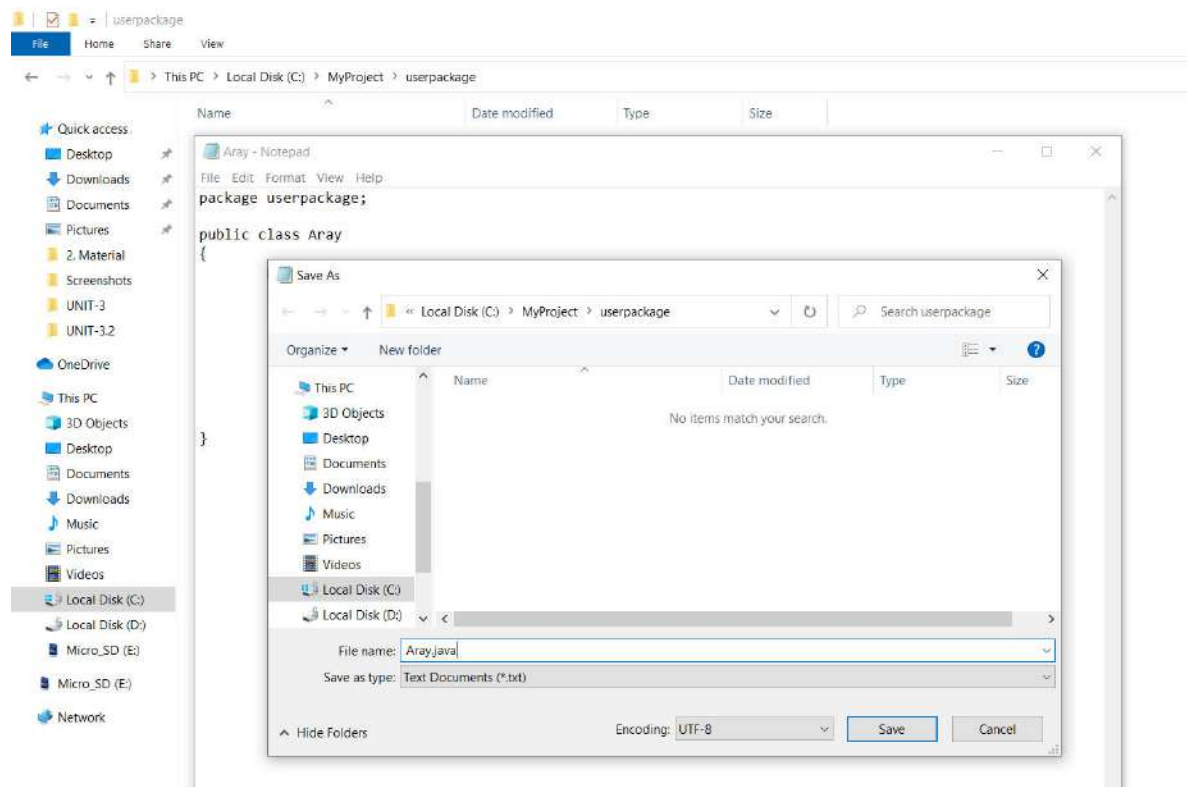 userpackage
File Home Share View
This PC > Local Disk (C:) > MyProject > userpackage
Name Date modified Type Size
Quick access
Desktop
Downloads
Documents
Pictures
2. Material
Screenshots
UNIT-3
UNIT-3.2
OneDrive
This PC
3D Objects
Desktop
Documents
Downloads
Music
Pictures
Videos
Local Disk (C:)
Local Disk (D:)
Micro_SD (E:)
Micro_SD (E:)
Network
Aray - Notepad
File Edit Format View Help
package userpackage;
public class Aray
{
}
Save As
« Local Disk (C:) > MyProject > userpackage
Search userpackage
Organize New folder
Name Date modified Type Size
This PC
3D Objects
Desktop
Documents
Downloads
Music
Pictures
Videos
Local Disk (C:)
Local Disk (D:)
No items match your search.
File name: Aray.java
Save as type: Text Documents (*.txt)
Hide Folders
Encoding: UTF-8 Save Cancel